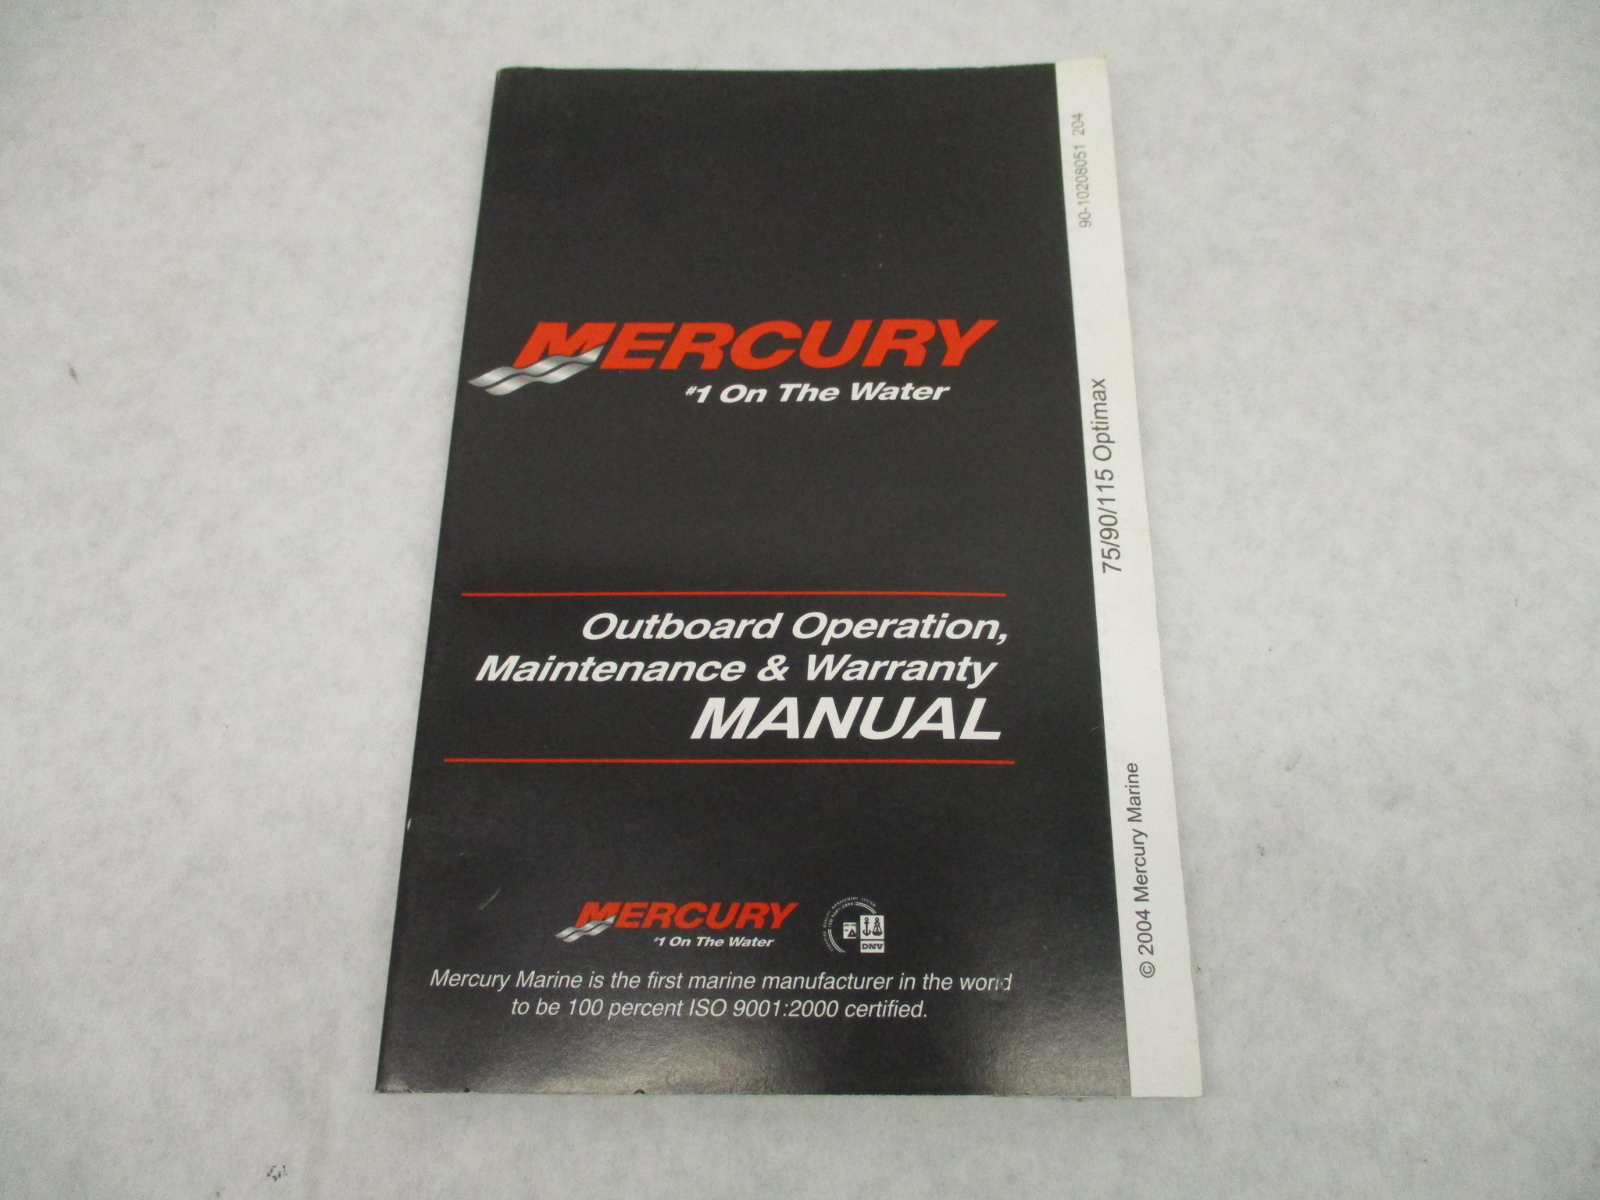 MERCURY
#1 On The Water
Outboard Operation,
Maintenance & Warranty
MANUAL
MERCURY
#1 On The Water
DNV
Mercury Marine is the first marine manufacturer in the world
to be 100 percent ISO 9001:2000 certified.
90-10208051 204
75/90/115 Optimax
© 2004 Mercury Marine